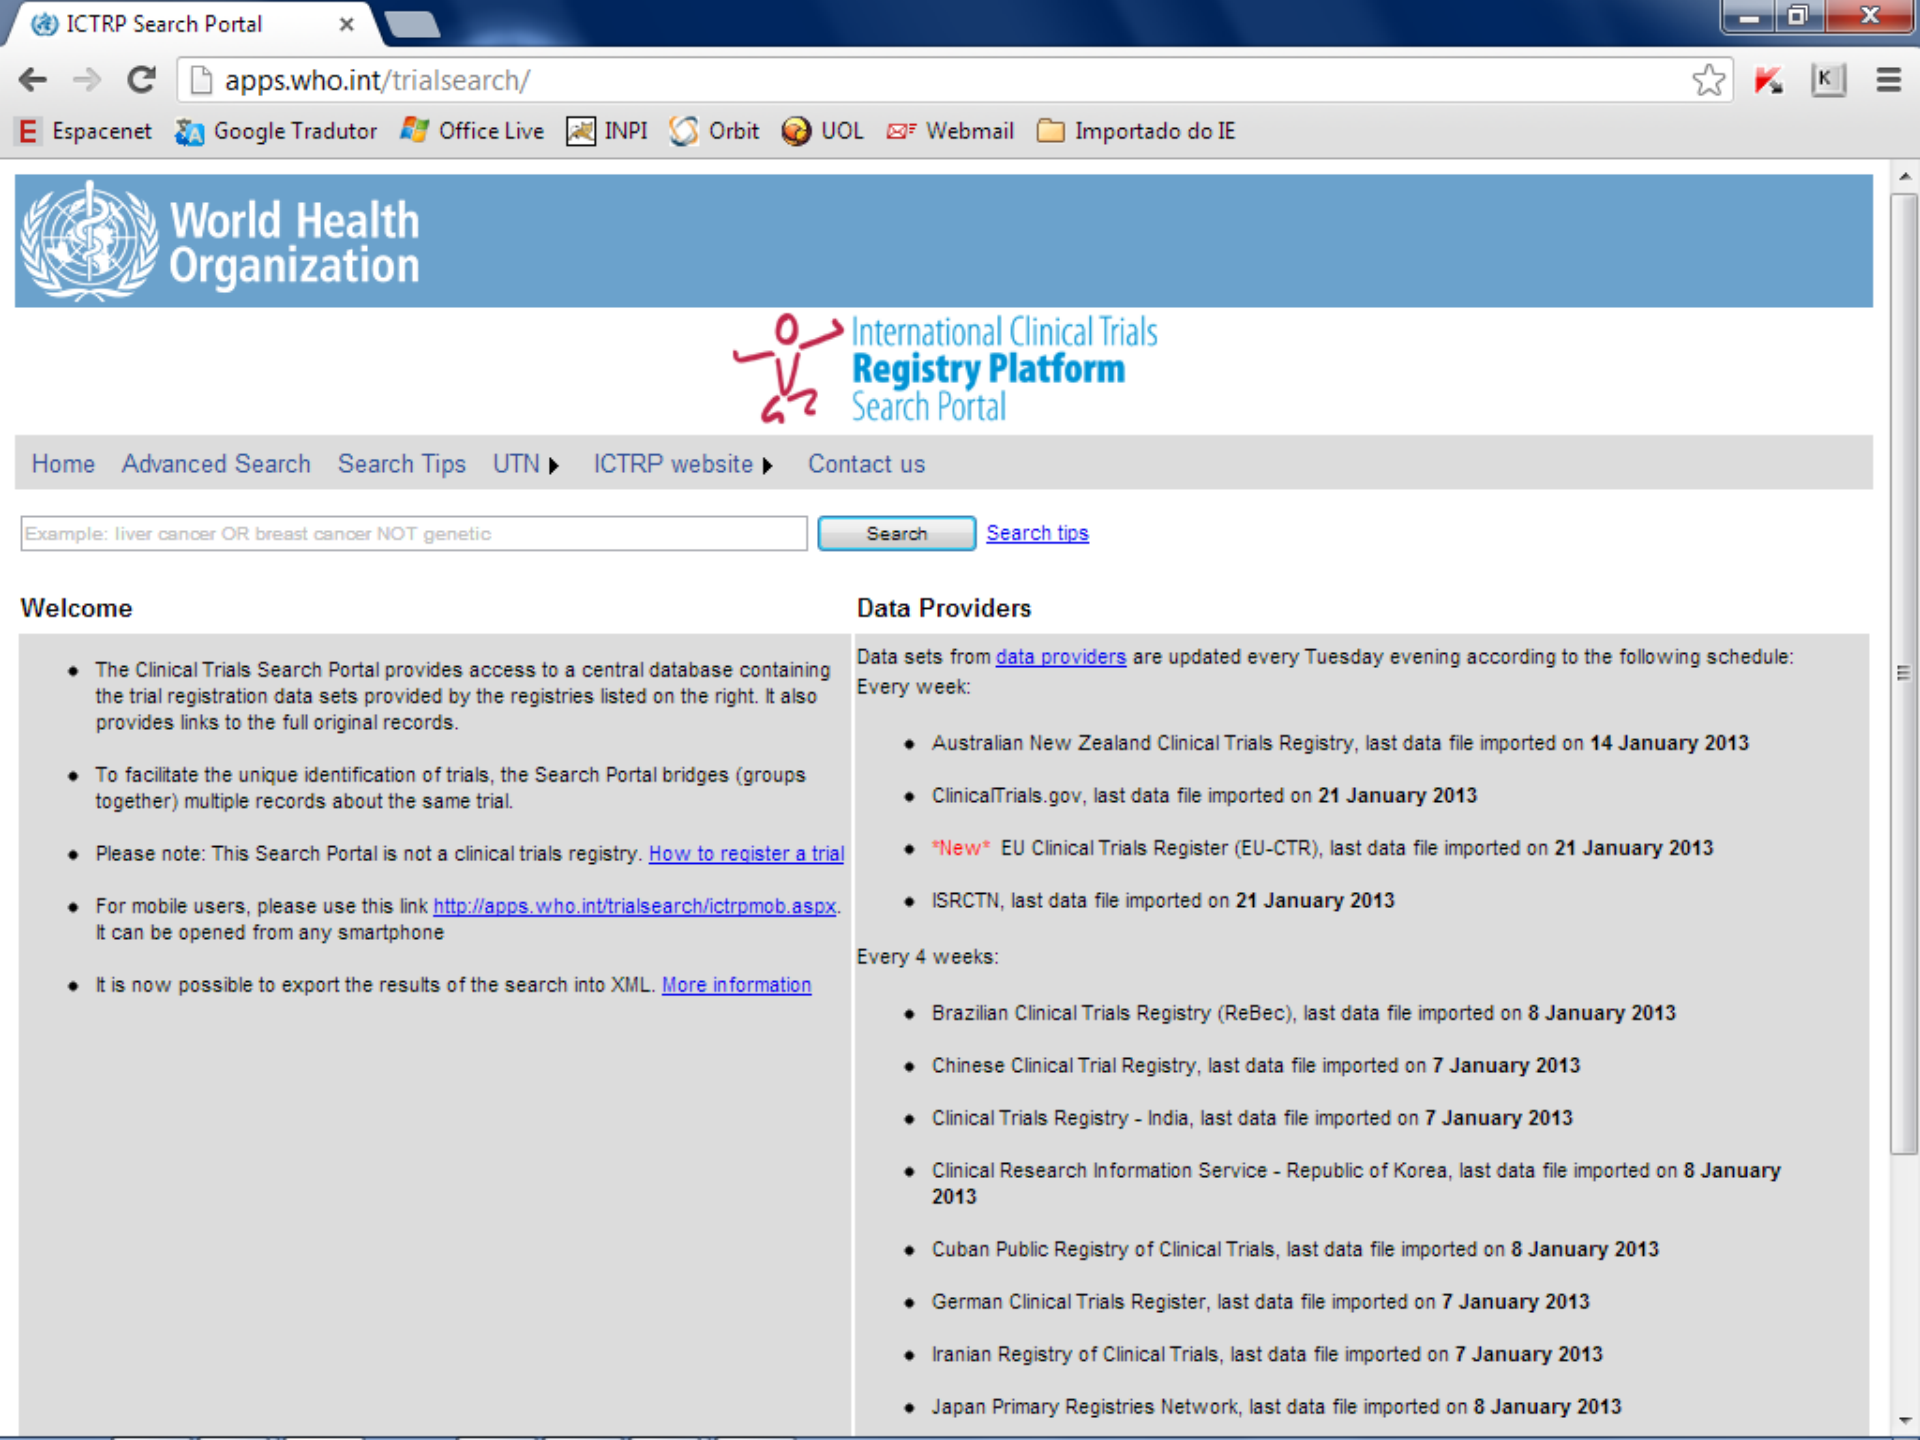 ICTRP Search Portal
apps.who.int/trialsearch/
E Espacenet Google Tradutor Office Live INPI Orbit UOL Webmail Importado do IE
World Health
Organization
International Clinical Trials
Registry Platform
Search Portal
Home Advanced Search Search Tips UTN ICTRP website Contact us
Example: liver cancer OR breast cancer NOT genetic Search Search tips
Welcome
The Clinical Trials Search Portal provides access to a central database containing
the trial registration data sets provided by the registries listed on the right. It also
provides links to the full original records.
To facilitate the unique identification of trials, the Search Portal bridges (groups
together) multiple records about the same trial.
Please note: This Search Portal is not a clinical trials registry. How to register a trial
For mobile users, please use this link http://apps.who.int/trialsearch/ictrpmob.aspx.
It can be opened from any smartphone
It is now possible to export the results of the search into XML. More information
Data Providers
Data sets from data providers are updated every Tuesday evening according to the following schedule:
Every week:
Australian New Zealand Clinical Trials Registry, last data file imported on 14 January 2013
ClinicalTrials.gov, last data file imported on 21 January 2013
*New* EU Clinical Trials Register (EU-CTR), last data file imported on 21 January 2013
ISRCTN, last data file imported on 21 January 2013
Every 4 weeks:
Brazilian Clinical Trials Registry (ReBec), last data file imported on 8 January 2013
Chinese Clinical Trial Registry, last data file imported on 7 January 2013
Clinical Trials Registry - India, last data file imported on 7 January 2013
Clinical Research Information Service - Republic of Korea, last data file imported on 8 January
2013
Cuban Public Registry of Clinical Trials, last data file imported on 8 January 2013
German Clinical Trials Register, last data file imported on 7 January 2013
Iranian Registry of Clinical Trials, last data file imported on 7 January 2013
Japan Primary Registries Network, last data file imported on 8 January 2013